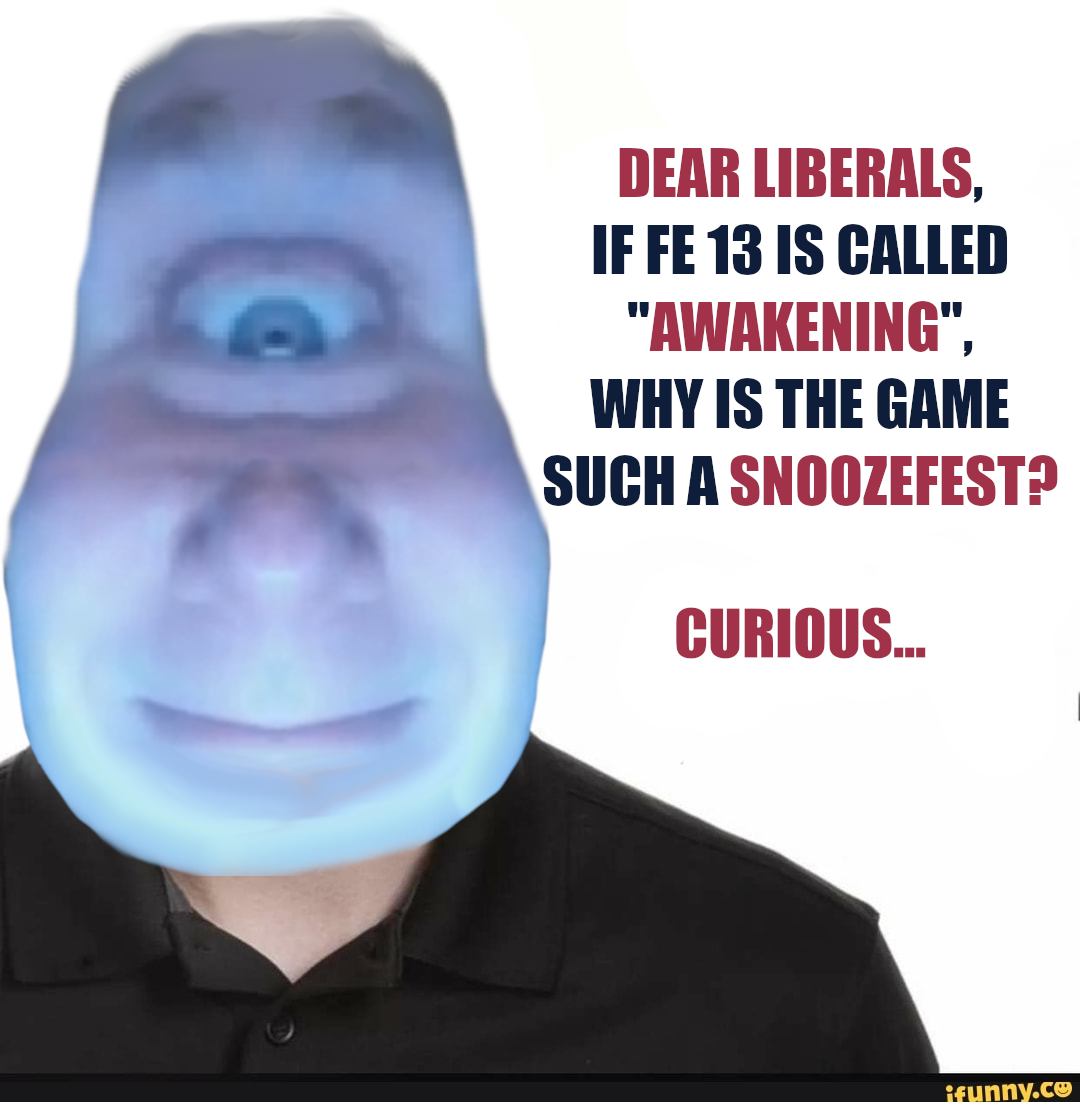 DEAR LIBERALS,
IF FE 13 IS CALLED
"AWAKENING",
WHY IS THE GAME
SUCH A SNOOZEFEST?
CURIOUS...
ifunny.co